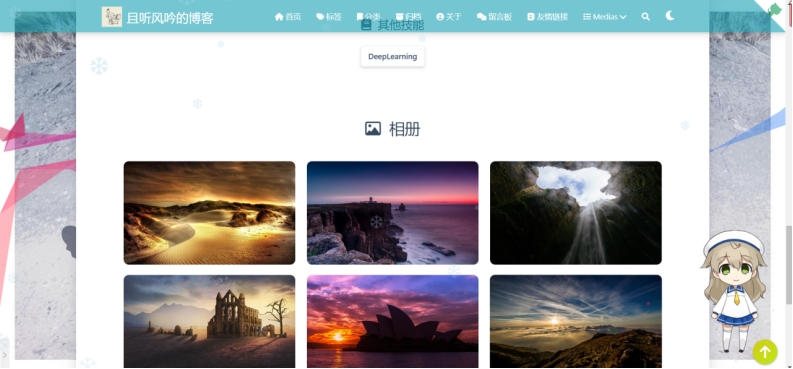 且听风吟的博客
首页
标签
分类
归档
关于
留言板
友情链接
Medias
其他技能
DeepLearning
相册